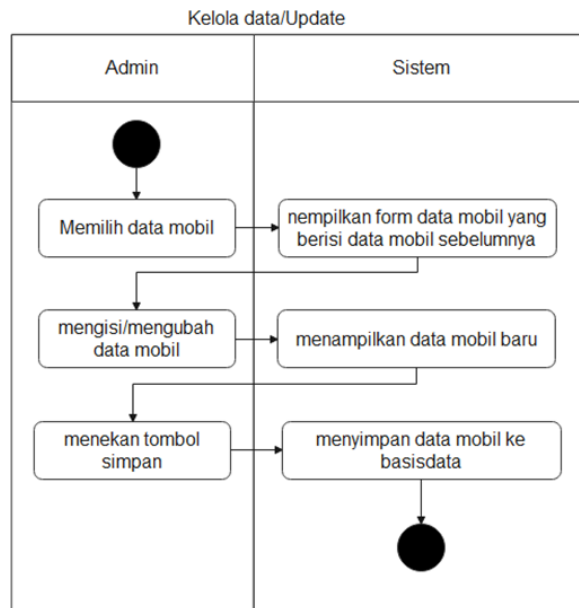 Kelola data/Update
Admin
Sistem
Memilih data mobil
nempilkan form data mobil yang
berisi data mobil sebelumnya
mengisi/mengubah
data mobil
menampilkan data mobil baru
menekan tombol
simpan
menyimpan data mobil ke
basisdata